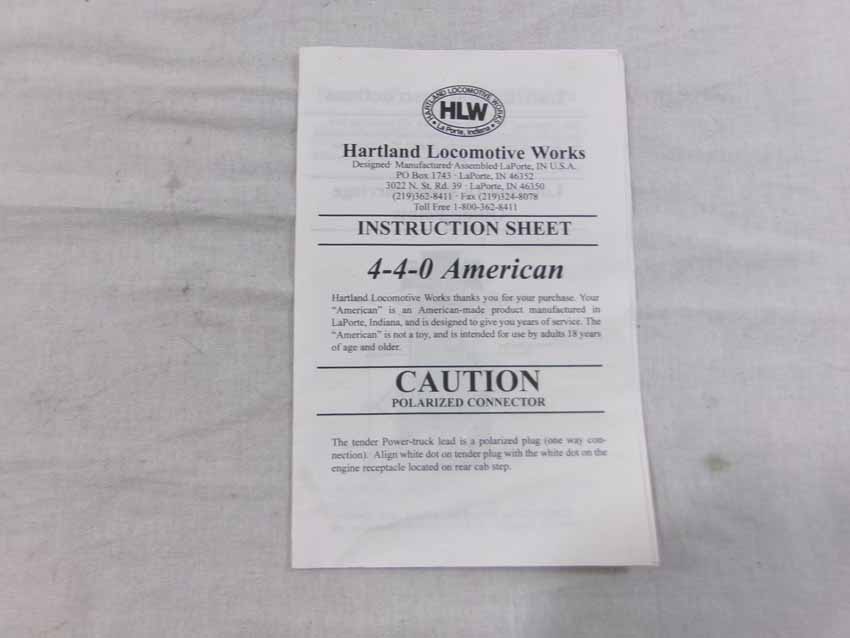 HARTLAND LOCOMOTIVE WORKS
HLW
La Porte, Indiana
Hartland Locomotive Works
Designed· Manufactured·Assembled·LaPorte, IN U.S.A.
PO Box 1743 · LaPorte, IN 46352
3022 N. St. Rd. 39 · LaPorte, IN 46350
(219)362-8411 · Fax (219)324-8078
Toll Free 1-800-362-8411
INSTRUCTION SHEET
4-4-0 American
Hartland Locomotive Works thanks you for your purchase. Your
“American” is an American-made product manufactured in
LaPorte, Indiana, and is designed to give you years of service. The
“American” is not a toy, and is intended for use by adults 18 years
of age and older.
CAUTION
POLARIZED CONNECTOR
The tender Power-truck lead is a polarized plug (one way con-
nection). Align white dot on tender plug with the white dot on the
engine receptacle located on rear cab step.